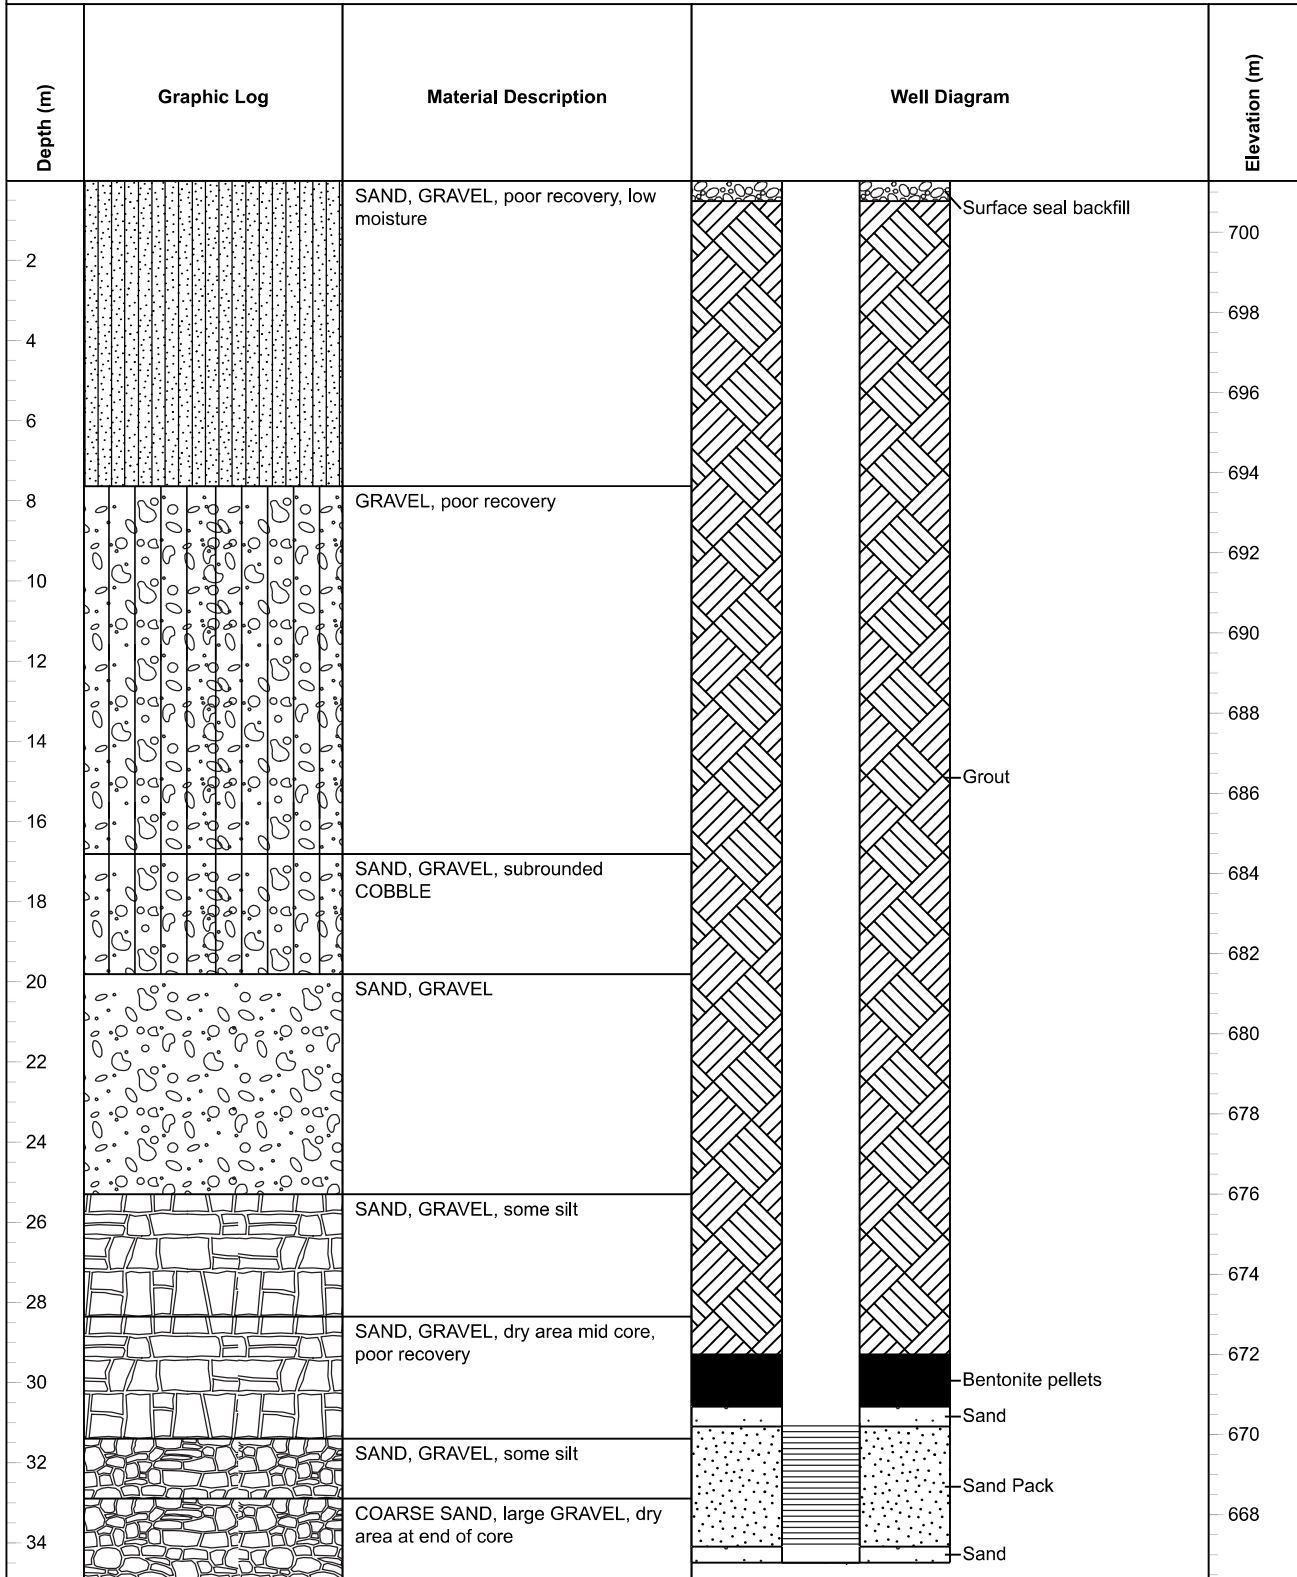 Depth (m)
Graphic Log
Material Description
Well Diagram
Elevation (m)
SAND, GRAVEL, poor recovery, low
moisture
Surface seal backfill
700
2
698
4
696
6
694
8
GRAVEL, poor recovery
692
10
690
12
688
14
Grout
686
16
SAND, GRAVEL, subrounded
COBBLE
684
18
682
20
SAND, GRAVEL
680
22
678
24
676
SAND, GRAVEL, some silt
26
674
28
SAND, GRAVEL, dry area mid core,
poor recovery
672
30
Bentonite pellets
Sand
670
SAND, GRAVEL, some silt
32
Sand Pack
COARSE SAND, large GRAVEL, dry
area at end of core
668
34
Sand